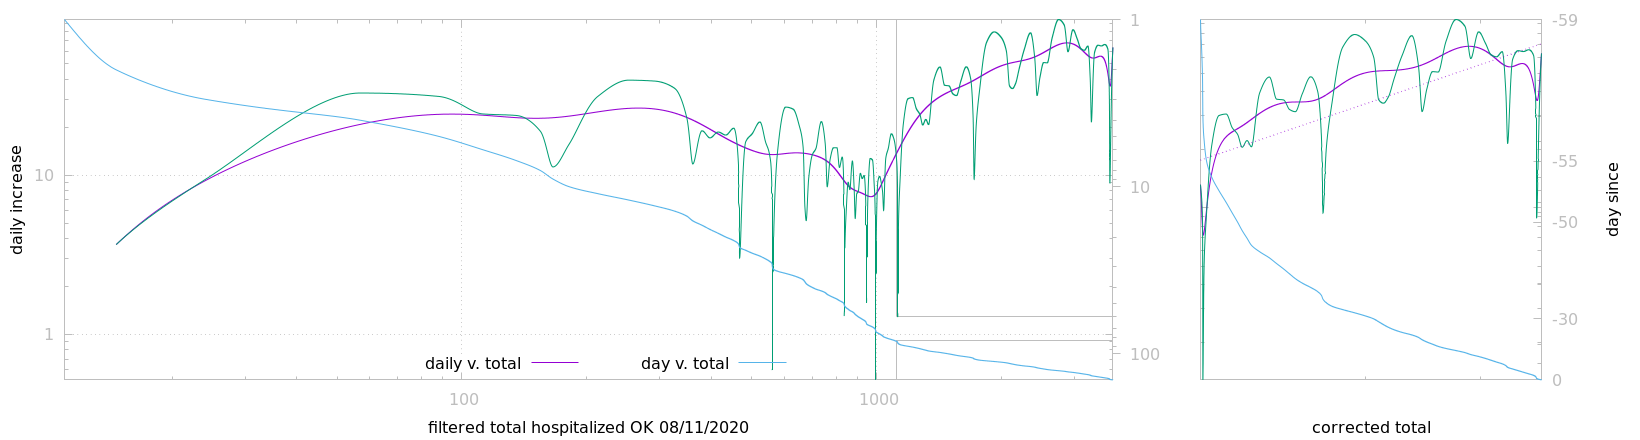 daily increase
10
1
daily v. total
day v. total
100
1000
filtered total hospitalized OK 08/11/2020
1
10
100
-59
-55
-50
-30
0
day since
corrected total